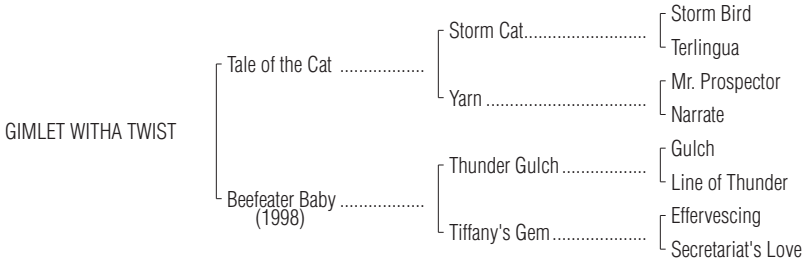 Storm Bird
Storm Cat..........................
Terlingua
Tale of the Cat ..................
Mr. Prospector
Yarn ..................................
Narrate
GIMLET WITHA TWIST
Gulch
Thunder Gulch ..................
Line of Thunder
Beefeater Baby ..................
(1998)
Effervescing
Tiffany's Gem ....................
Secretariat's Love